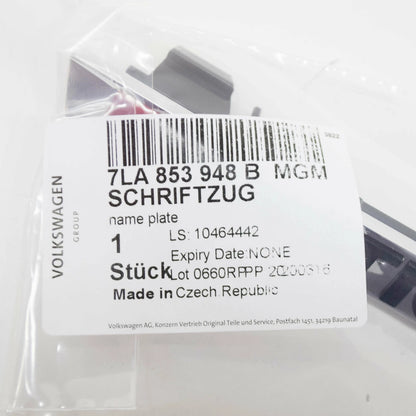 3622
7LA 853 948 B MGM
SCHRIFTZUG
name plate
1 LS: 10464442
Expiry Date:NONE
Stück Lot 0660RPPP
Made in Czech Republic
VOLKSWAGEN
GROUP
Volkswagen AG, Konzern Vertrieb Original Teile und Service, Postfach 1451, 34219 Baunatal